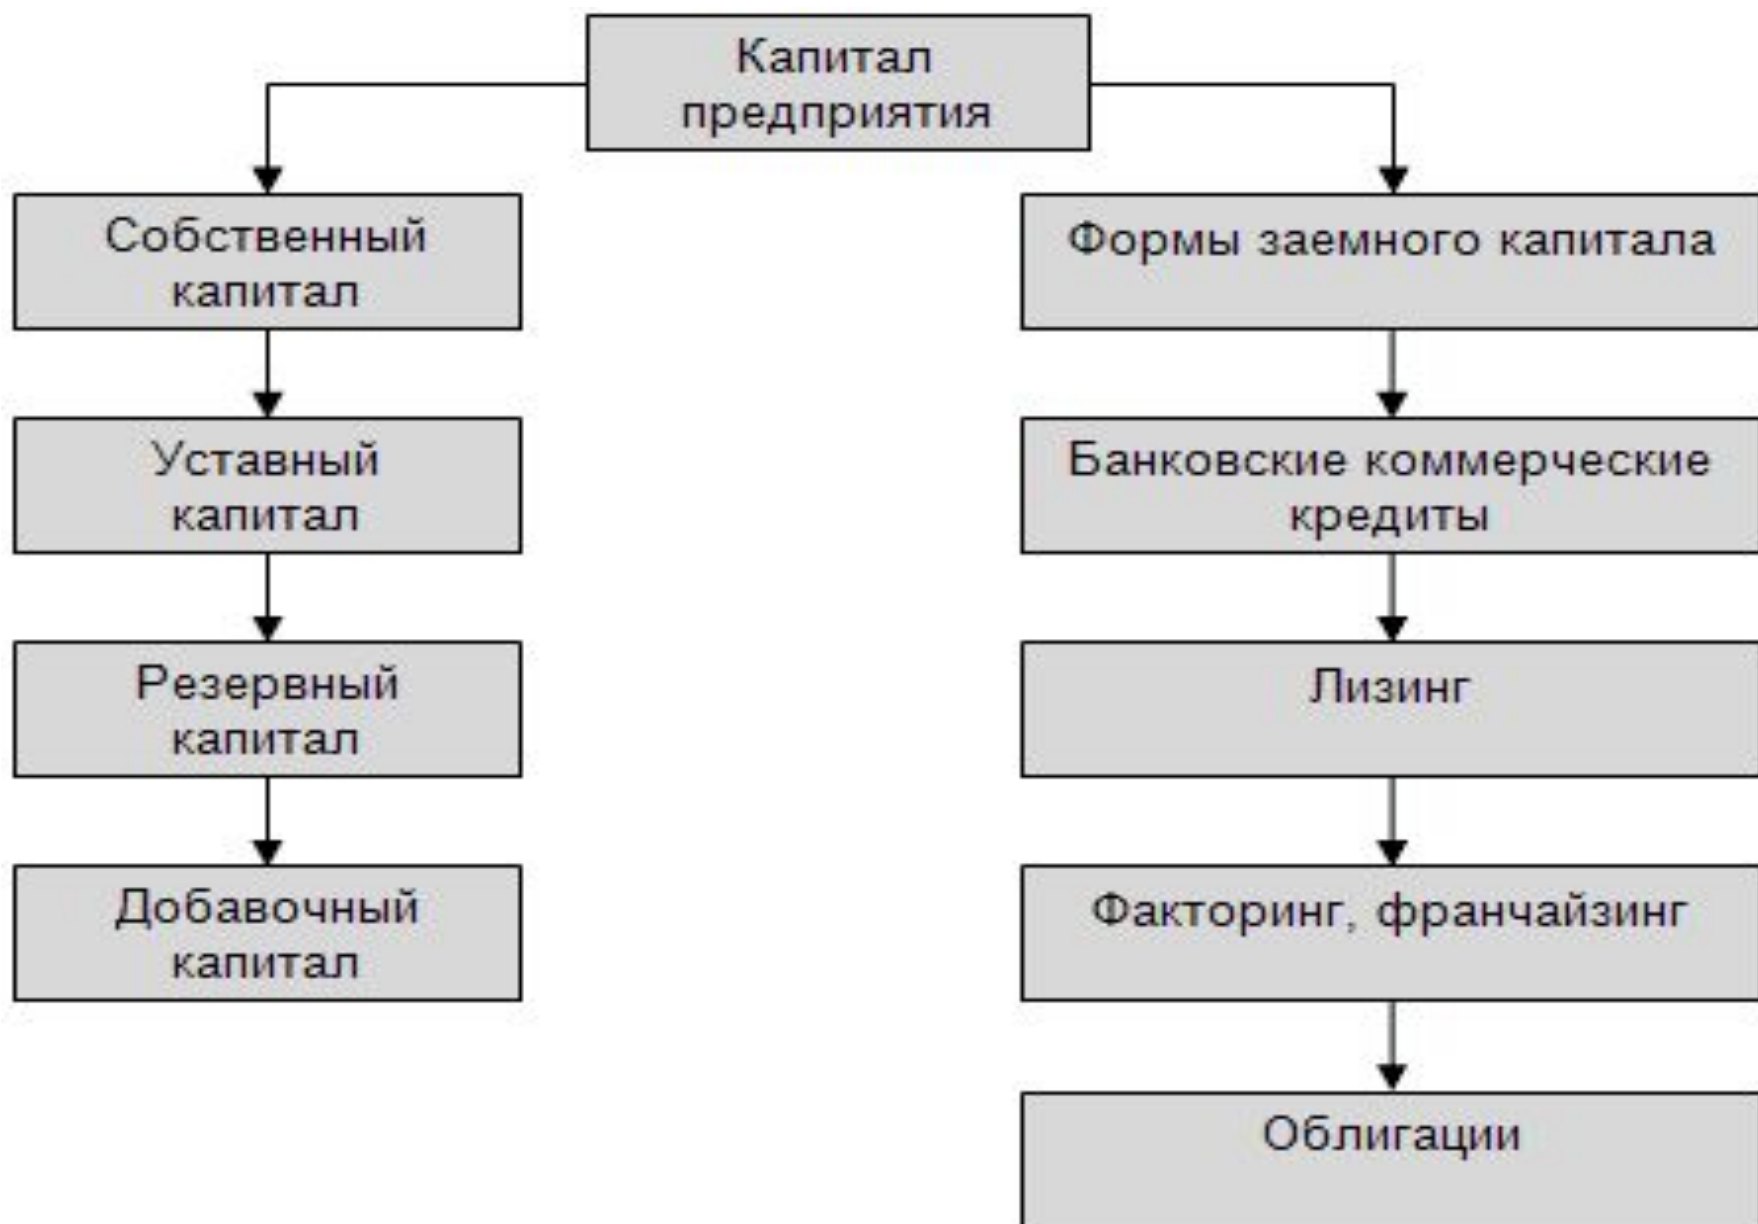 Капитал
предприятия
Собственный
капитал
Формы заемного капитала
Уставный
капитал
Банковские коммерческие
кредиты
Резервный
капитал
Лизинг
Добавочный
капитал
Факторинг, франчайзинг
Облигации